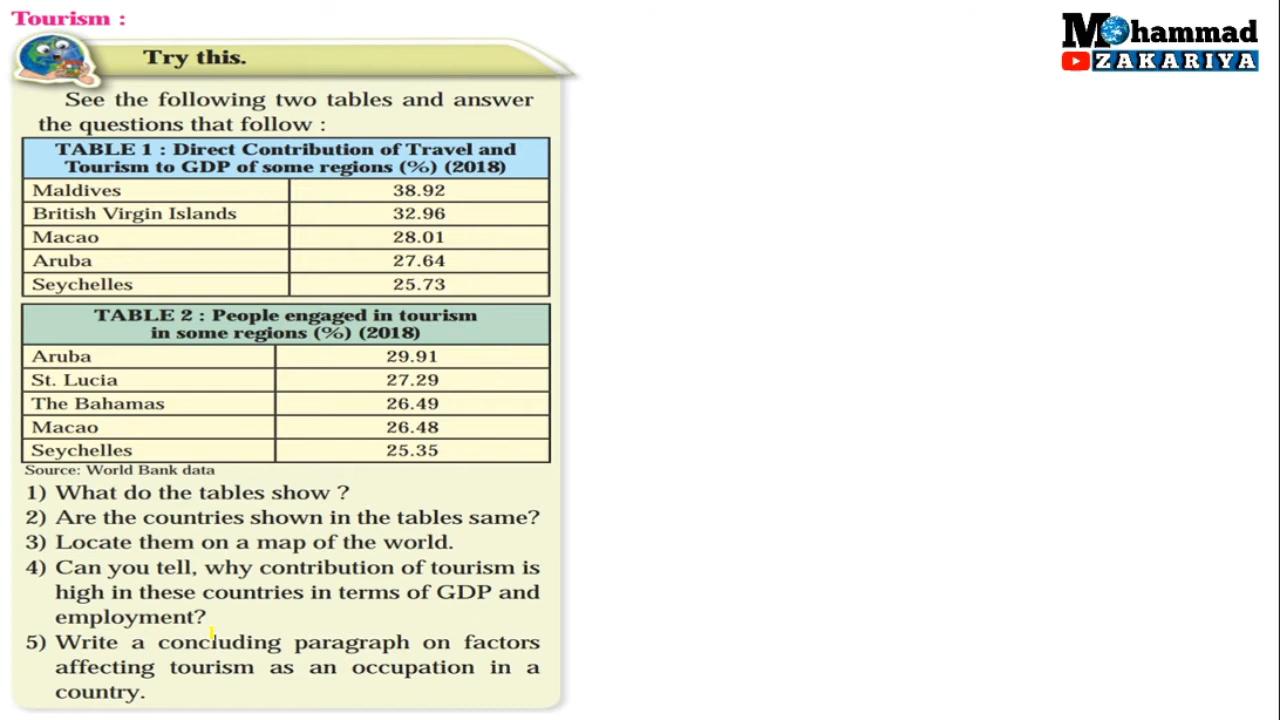 Tourism :
Mohammad
ZAKARIYA
Try this.
See the following two tables and answer
the questions that follow :
TABLE 1 : Direct Contribution of Travel and
Tourism to GDP of some regions (%) (2018)
Maldives 38.92
British Virgin Islands 32.96
Macao 28.01
Aruba 27.64
Seychelles 25.73
TABLE 2 : People engaged in tourism
in some regions (%) (2018)
Aruba 29.91
St. Lucia 27.29
The Bahamas 26.49
Macao 26.48
Seychelles 25.35
Source: World Bank data
1) What do the tables show ?
2) Are the countries shown in the tables same?
3) Locate them on a map of the world.
4) Can you tell, why contribution of tourism is
high in these countries in terms of GDP and
employment?
5) Write a concluding paragraph on factors
affecting tourism as an occupation in a
country.